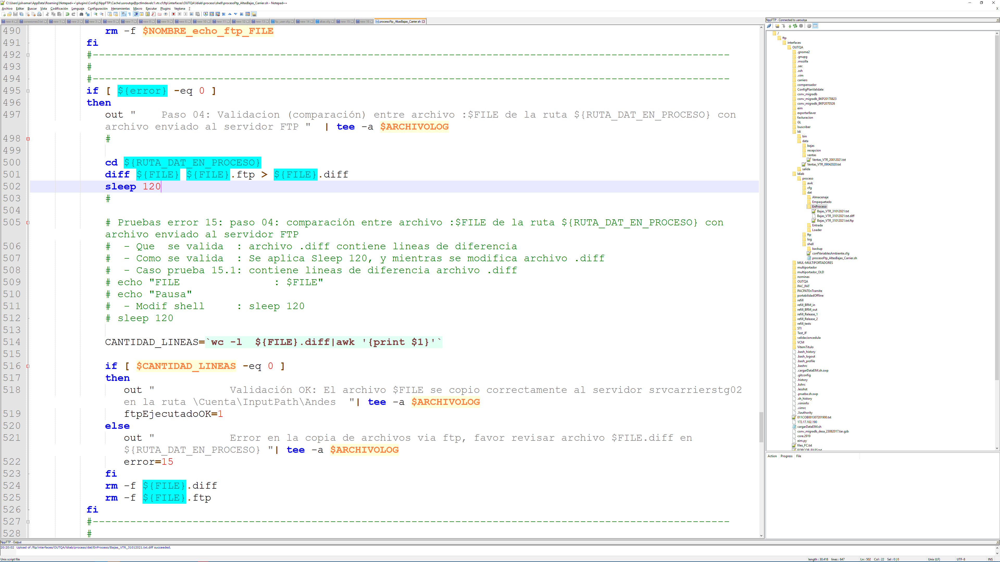 C:\Users\jsilvamar\AppData\Roaming\Notepad++\plugins\Config\NppFTP\Cache\usroutqa@pctlmdevelc1.vtr.cl\ftp\interfaces\OUTQA\ldiab\proceso\shell\procesoFtp_AltasBajas_Carrier.sh - Notepad++
Archivo Editar Buscar Vista Codificación Lenguaje Configuración Herramientas Macro Ejecutar Plugins Ventana ?
new 4 conexiones3.txt new 1 new 2 new 3 new 5 new 7 new 8 new 9 new 6 new 10 new 11 new 12 new 13 ftp_user.cfg new 14 altas.cfg new 15 new 16 procesoFtp_AltasBajas_Carrier.sh
490 rm -f $NOMBRE_echo_ftp_FILE
491 fi
492 #------------------------------------------------------------------------------------------------------
493 #
494 #------------------------------------------------------------------------------------------------------
495 if [ ${error} -eq 0 ]
496 then
497 out "    Paso 04: Validacion (comparación) entre archivo :$FILE de la ruta ${RUTA_DAT_EN_PROCESO} con
archivo enviado al servidor FTP "  | tee -a $ARCHIVOLOG
498 #
499
500 cd ${RUTA_DAT_EN_PROCESO}
501 diff ${FILE} ${FILE}.ftp > ${FILE}.diff
502 sleep 120
503 #
504
505 # Pruebas error 15: paso 04: comparación entre archivo :$FILE de la ruta ${RUTA_DAT_EN_PROCESO} con
archivo enviado al servidor FTP
506 #  - Que  se valida  : archivo .diff contiene lineas de diferencia
507 #  - Como se valida  : Se aplica Sleep 120, y mientras se modifica archivo .diff
508 #  - Caso prueba 15.1: contiene lineas de diferencia archivo .diff
509 # echo "FILE               : $FILE"
510 # echo "Pausa"
511 #  - Modif shell     : sleep 120
512 # sleep 120
513
514 CANTIDAD_LINEAS=`wc -l  ${FILE}.diff|awk '{print $1}'`
515
516 if [ $CANTIDAD_LINEAS -eq 0 ]
517 then
518 out "            Validación OK: El archivo $FILE se copio correctamente al servidor srvcarrierstg02
en la ruta \Cuenta\InputPath\Andes  "| tee -a $ARCHIVOLOG
519 ftpEjecutadoOK=1
520 else
521 out "            Error en la copia de archivos via ftp, favor revisar archivo $FILE.diff en
${RUTA_DAT_EN_PROCESO} "| tee -a $ARCHIVOLOG
522 error=15
523 fi
524 rm -f ${FILE}.diff
525 rm -f ${FILE}.ftp
526 fi
527 #------------------------------------------------------------------------------------------------------
528 #
NppFTP - Connected to usroutqa
/
ftp
interfaces
OUTQA
.gnome2
.gnupg
.mozilla
.sec
.ssh
.vim
carriers
compensador
ConfigPlanValidate
conv_migradb
conv_migradb_BKP20170823
conv_migradb_BKP2070526
eim
exportarllaver
facturacion
GL
lsuscriber
ldi
bin
data
bajas
recepcion
ventas
Ventas_VTR_20012021.txt
Ventas_VTR_09042020.txt
salida
ldiab
proceso
awk
cfg
dat
Almacenaje
Empaquetado
EnProceso
Bajas_VTR_31012021.txt
Bajas_VTR_31012021.txt.diff
Bajas_VTR_31012021.txt.ftp
Entrada
Loader
ftp
log
shell
backup
confVariablesAmbiente.cfg
procesoFtp_AltasBajas_Carrier.sh
MUL-MULTIPORTADORES
multiportador
multiportador_OLD
nominas
OUTQA
PAC_PAT
PACPATEnTramite
portabilidadOffline
refill
refill_BRM_in
refill_BRM_out
refill_Release_1
refill_Release_2
refill_tests
STI
Test_JF
validacioncedula
VCM
VitemTitulo
.bash_history
.bash_logout
.bash_profile
.bashrc
.cargarDataEIM.sh.swp
.gitconfig
.history
.kshrc
.lesshst
.prueba.sh.swp
.sh_history
.viminfo
.vimrc
.Xauthority
011COB001307201900.txt
172.17.102.190
cargarDataEIM.sh
conv_migradb_desa_23082017.tar.gzb
core.2919
eim.py
files_FC.txt
FORCOB_FILES.txt
Action Progress File
NppFTP - Output
20:20:02 Upload of /ftp/interfaces/OUTQA/ldiab/proceso/dat/EnProceso/Bajas_VTR_31012021.txt.diff succeeded.
Unix script file length : 30.418 lines : 647 Ln : 502 Col : 22 Sel : 0 | 0 Unix (LF) UTF-8 INS